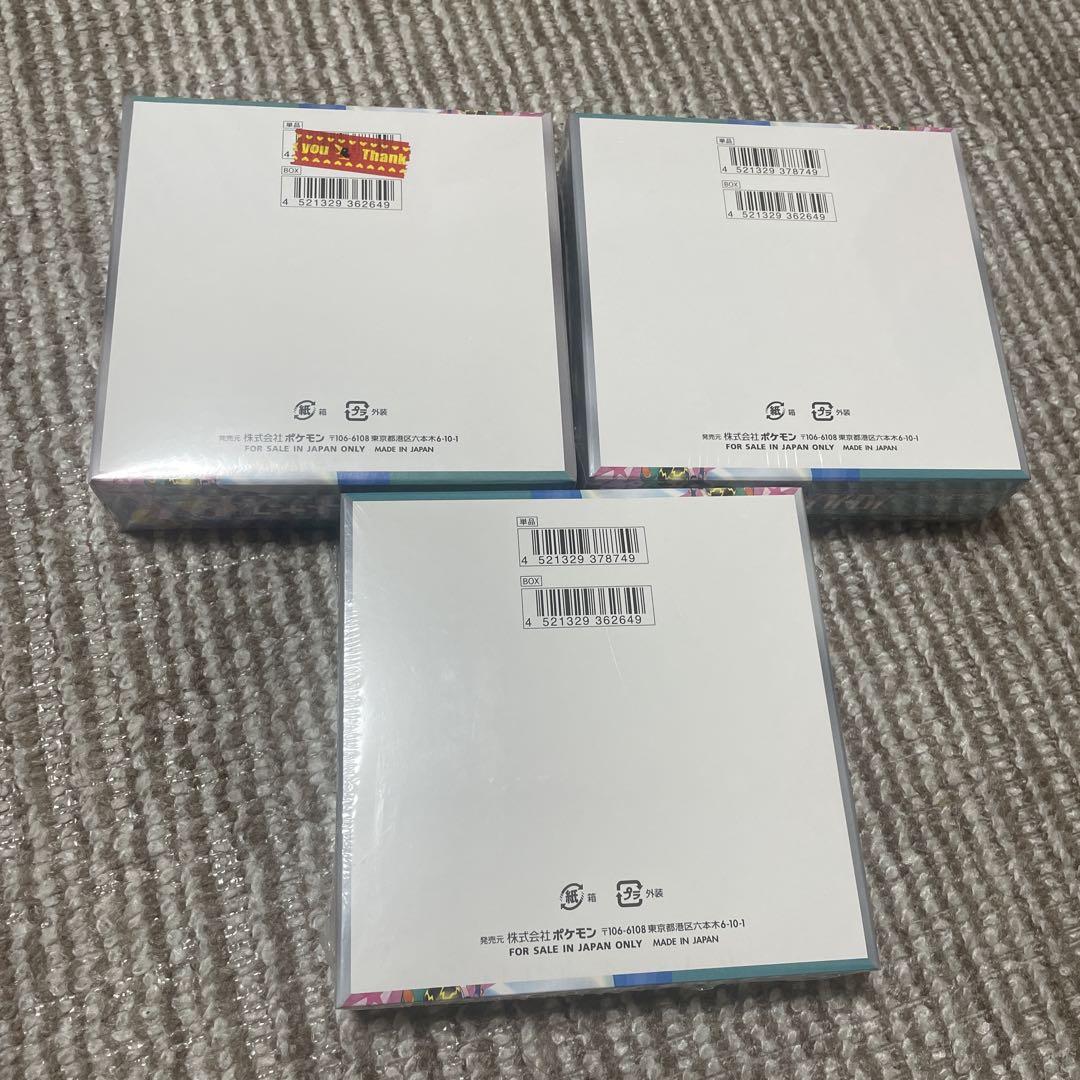 単品
you Thank
4
BOX
4 521329 362649
紙 箱 プラ 外装
発売元 株式会社ポケモン 〒106-6108 東京都港区六本木6-10-1
FOR SALE IN JAPAN ONLY MADE IN JAPAN
単品
4 521329 378749
BOX
4 521329 362649
紙 箱 プラ 外装
発売元 株式会社ポケモン 〒106-6108 東京都港区六本木6-10-1
FOR SALE IN JAPAN ONLY MADE IN JAPAN
単品
4 521329 378749
BOX
4 521329 362649
紙 箱 プラ 外装
発売元 株式会社ポケモン 〒106-6108 東京都港区六本木6-10-1
FOR SALE IN JAPAN ONLY MADE IN JAPAN